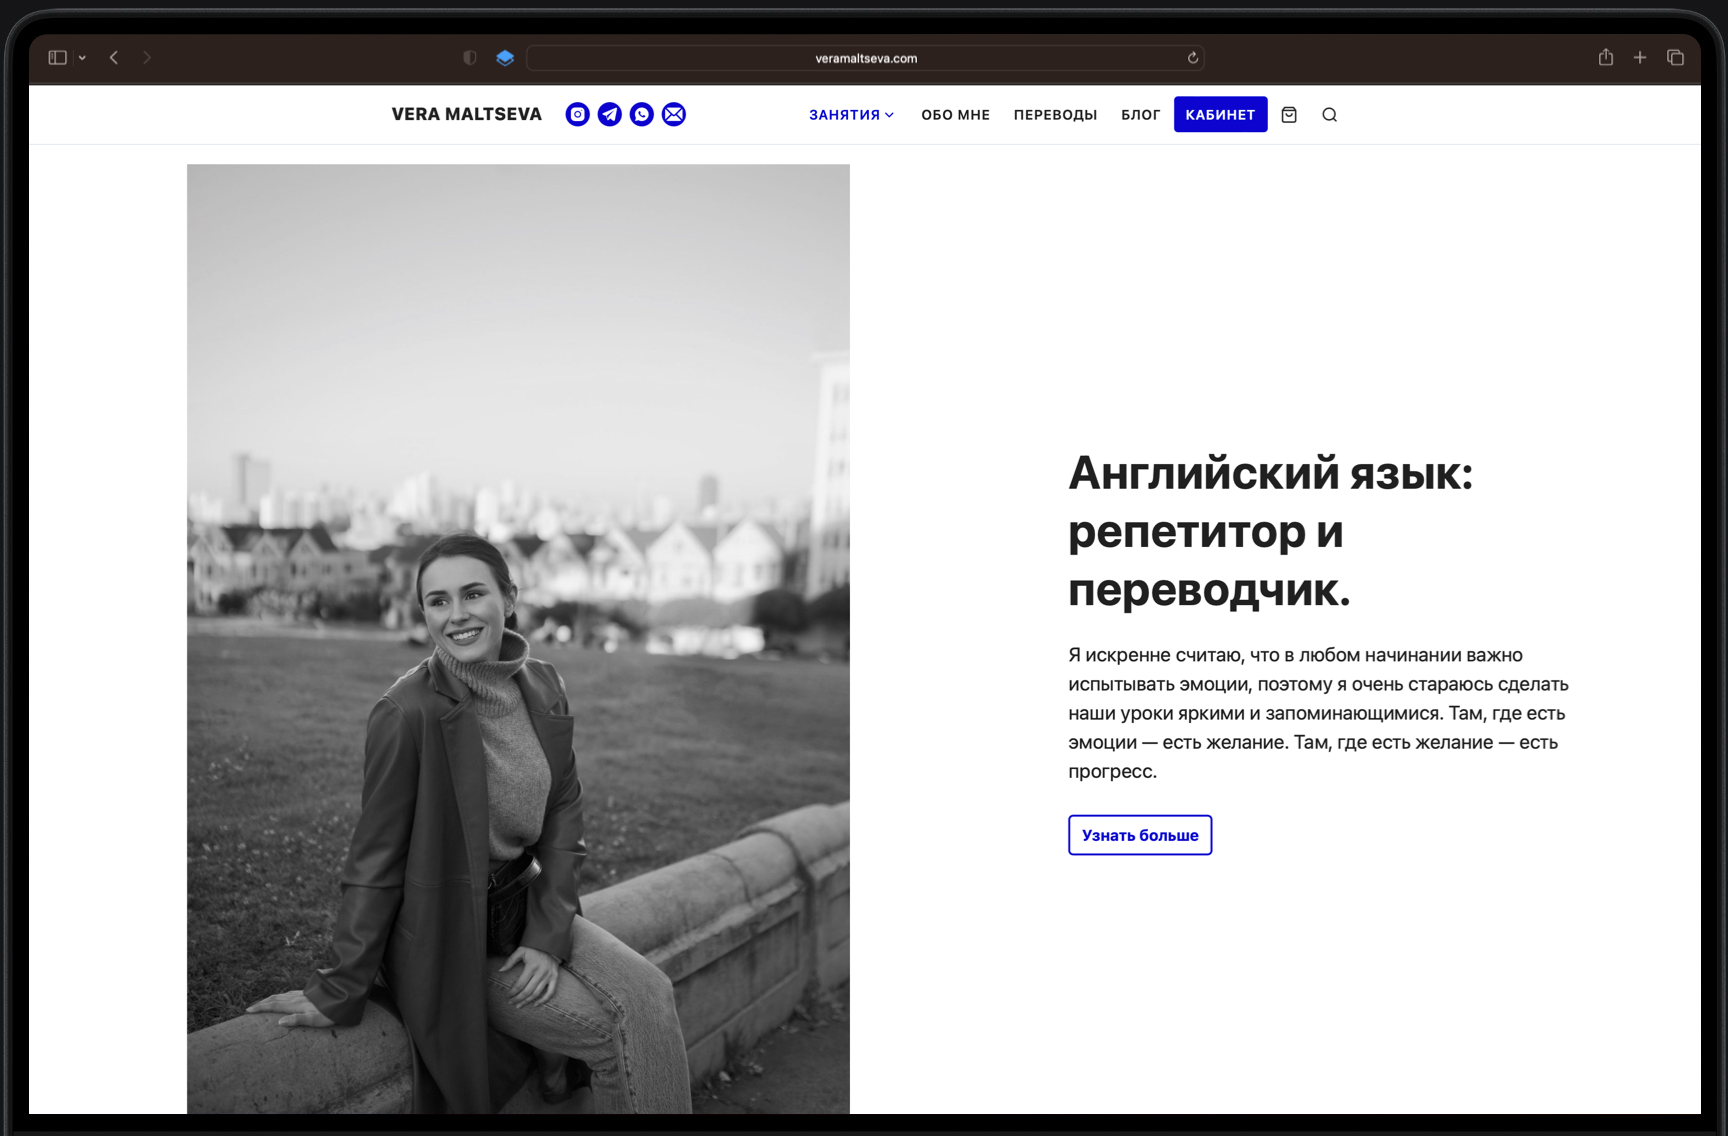 veramaltseva.com
VERA MALTSEVA
ЗАНЯТИЯ ОБО МНЕ ПЕРЕВОДЫ БЛОГ КАБИНЕТ
Английский язык:
репетитор и
переводчик.
Я искренне считаю, что в любом начинании важно
испытывать эмоции, поэтому я очень стараюсь сделать
наши уроки яркими и запоминающимися. Там, где есть
эмоции — есть желание. Там, где есть желание — есть
прогресс.
Узнать больше